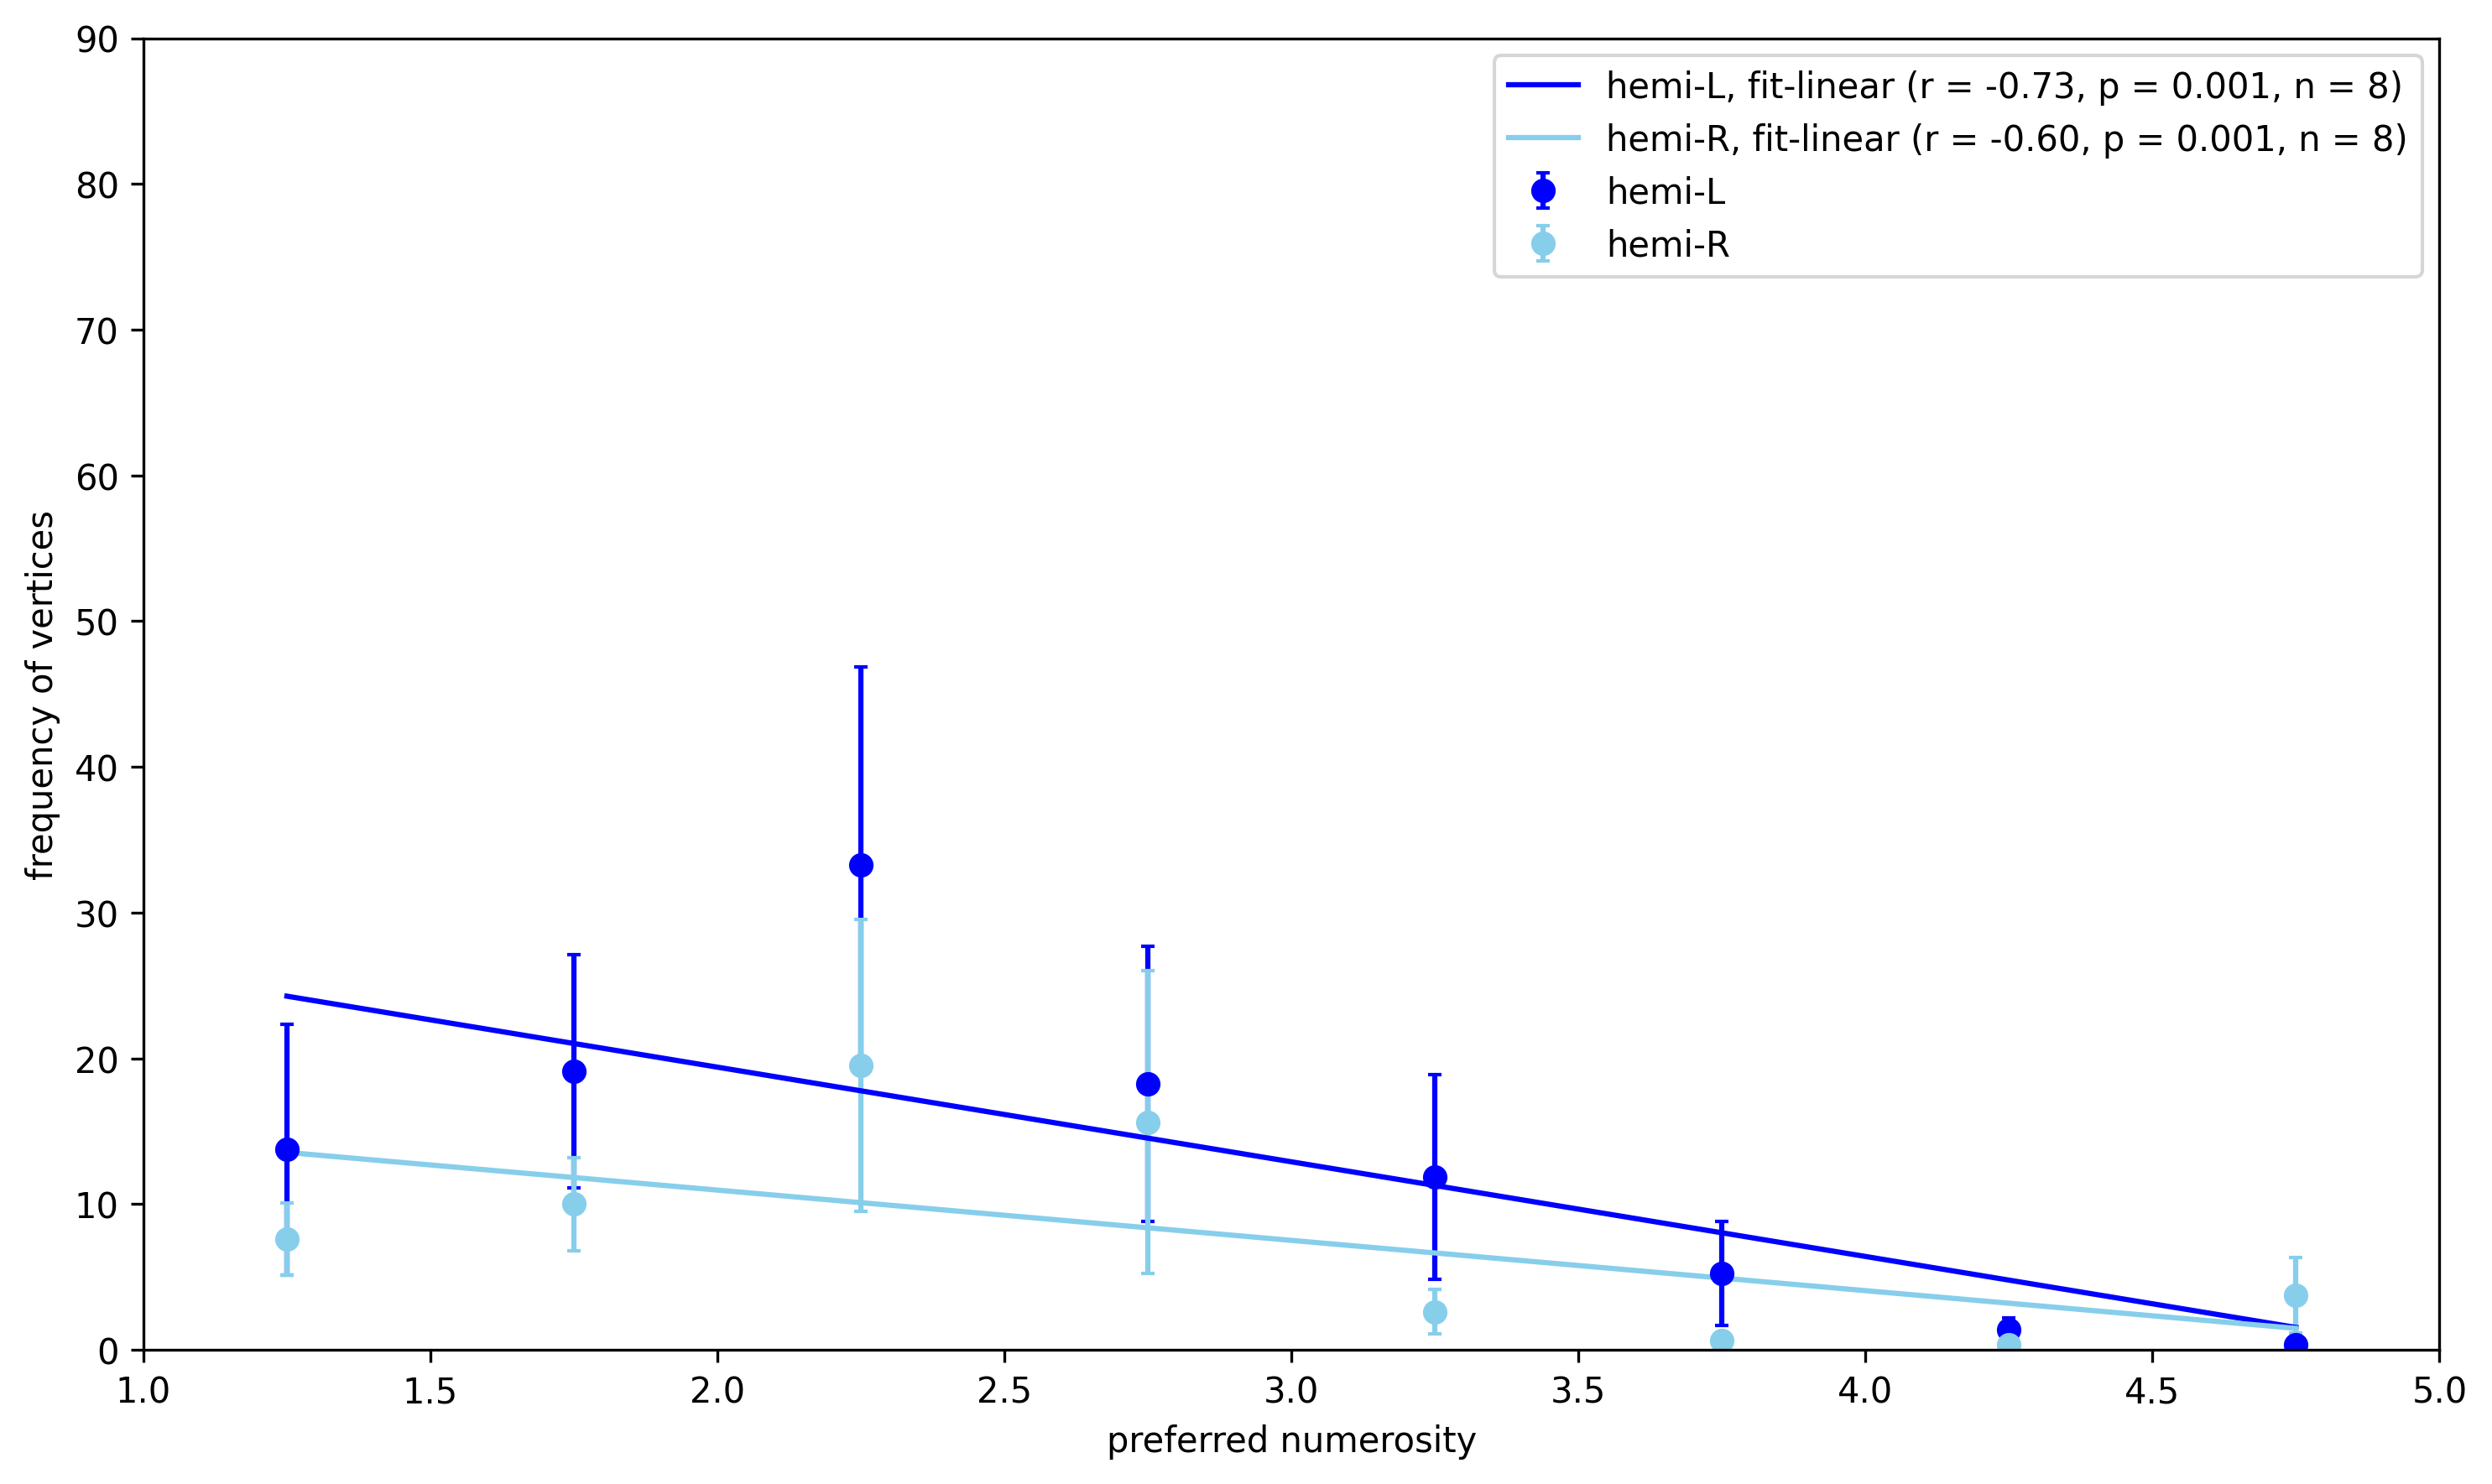 90
80
70
60
50
40
30
20
10
0
frequency of vertices
hemi-L, fit-linear (r = -0.73, p = 0.001, n = 8)
hemi-R, fit-linear (r = -0.60, p = 0.001, n = 8)
hemi-L
hemi-R
1.0 1.5 2.0 2.5 3.0 3.5 4.0 4.5 5.0
preferred numerosity